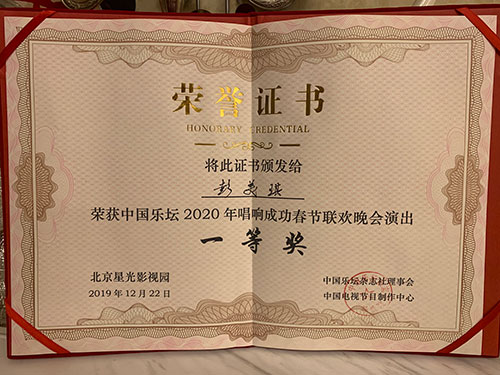 荣誉证书
HONORARY CREDENTIAL
将此证书颁发给
彭美琪
荣获中国乐坛2020年唱响成功春节联欢晚会演出
一等奖
北京星光影视园
2019年12月22日
中国乐坛杂志社理事会
中国电视节目制作中心